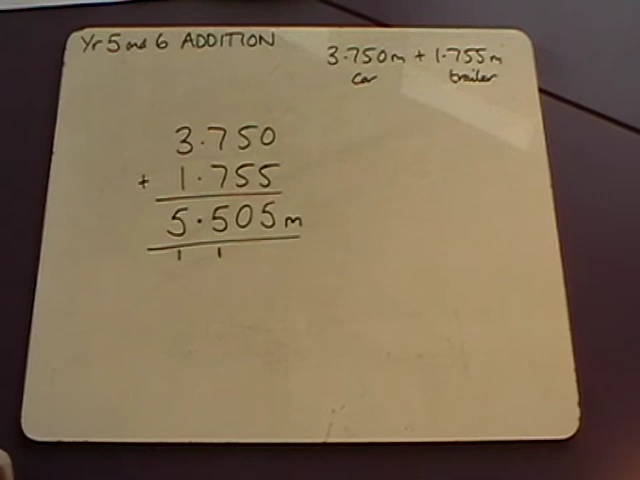 Yr 5 and 6 ADDITION
3.750m + 1.755m
car trailer
3.750
+ 1.755
5.505m
1 1